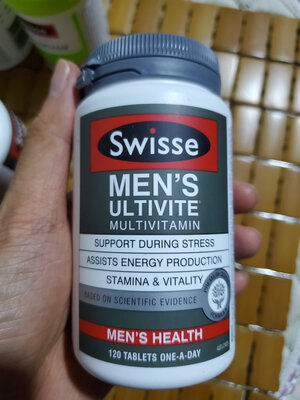 Swisse
MEN'S
ULTIVITE
MULTIVITAMIN
SUPPORT DURING STRESS
ASSISTS ENERGY PRODUCTION
STAMINA & VITALITY
BASED ON SCIENTIFIC EVIDENCE
MEN'S HEALTH
120 TABLETS ONE-A-DAY